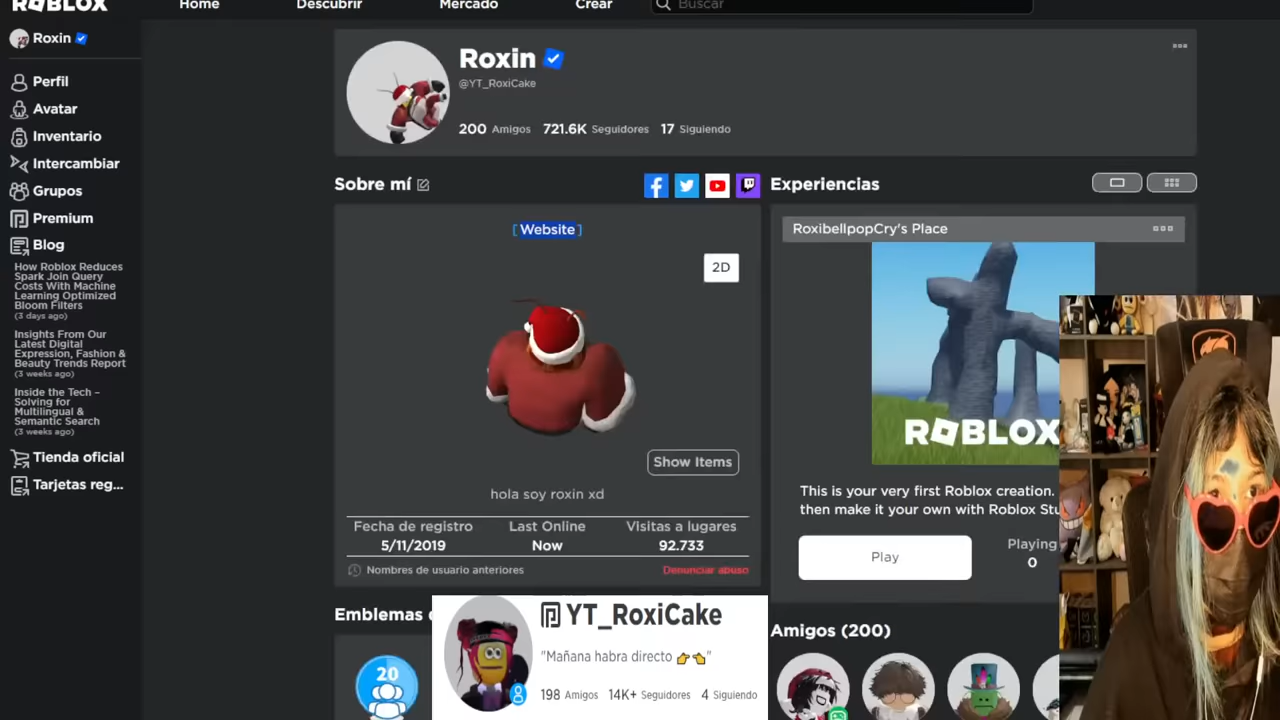 ROBLOX
Home
Descubrir
Mercado
Crear
Buscar
Roxin
Perfil
Avatar
Inventario
Intercambiar
Grupos
Premium
Blog
How Roblox Reduces
Spark Join Query
Costs With Machine
Learning Optimized
Bloom Filters
(3 days ago)
Insights From Our
Latest Digital
Expression, Fashion &
Beauty Trends Report
(3 weeks ago)
Inside the Tech –
Solving for
Multilingual &
Semantic Search
(3 weeks ago)
Tienda oficial
Tarjetas reg...
Roxin
@YT_RoxiCake
200 Amigos 721.6K Seguidores 17 Siguiendo
Sobre mí
[Website]
2D
Show Items
hola soy roxin xd
Fecha de registro Last Online Visitas a lugares
5/11/2019 Now 92.733
Nombres de usuario anteriores Denunciar abuso
Experiencias
RoxibellpopCry's Place
ROBLOX
This is your very first Roblox creation.
then make it your own with Roblox Stu
Play
Playing
0
Emblemas
20
YT_RoxiCake
"Mañana habra directo 👉👈"
198 Amigos 14K+ Seguidores 4 Siguiendo
Amigos (200)